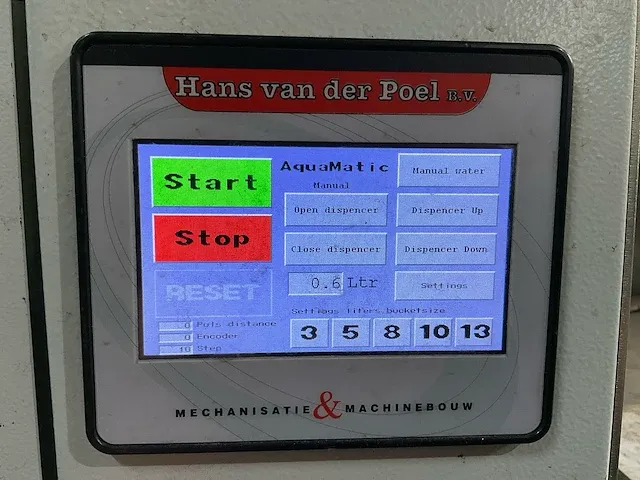 Hans van der Poel B.V.
Start
AquaMatic
Manual water
Manual
Open dispencer
Dispencer Up
Stop
Close dispencer
Dispencer Down
RESET
0.6 Ltr
Settings
Settings liters bucketsize
3 5 8 10 13
0 Puls distance
0 Encoder
10 Step
MECHANISATIE & MACHINEBOUW